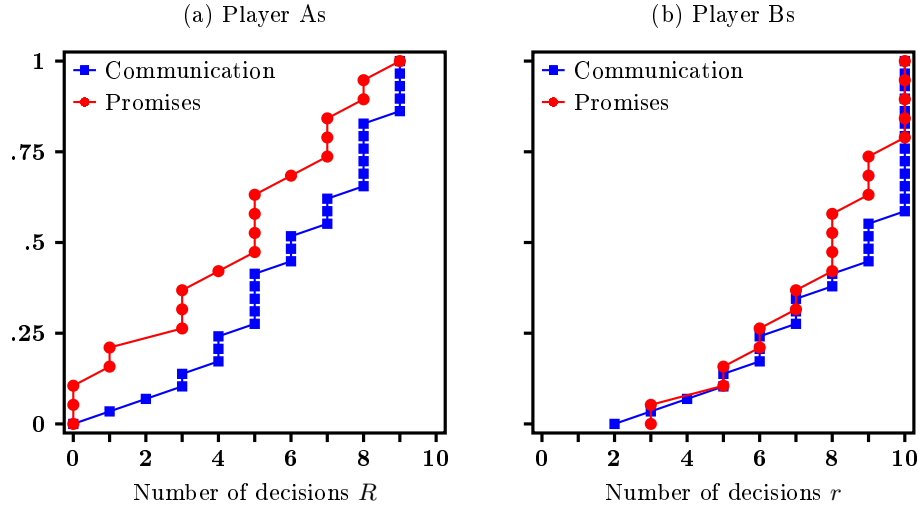 (a) Player As
1
.75
.5
.25
0
0 2 4 6 8 10
Communication
Promises
Number of decisions R
(b) Player Bs
Communication
Promises
0 2 4 6 8 10
Number of decisions r